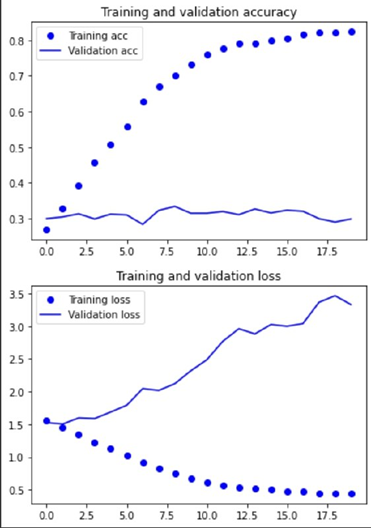 Training and validation accuracy
Training acc
Validation acc
0.8
0.7
0.6
0.5
0.4
0.3
0.0 2.5 5.0 7.5 10.0 12.5 15.0 17.5
Training and validation loss
Training loss
Validation loss
3.5
3.0
2.5
2.0
1.5
1.0
0.5
0.0 2.5 5.0 7.5 10.0 12.5 15.0 17.5